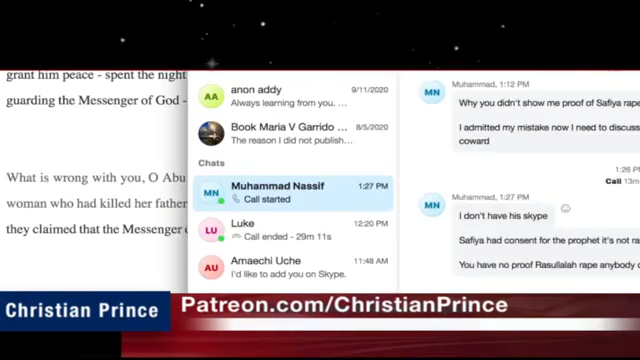 grant him peace - spent the night
guarding the Messenger of God -
What is wrong with you, O Abu
woman who had killed her father
they claimed that the Messenger
AA
anon addy
9/11/2020
Always learning from you. ...
Book Maria V Garrido ...
8/5/2020
The reason I did not publish...
Chats
MN
Muhammad Nassif
1:27 PM
Call started
LU
Luke
12:20 PM
Call ended - 29m 11s
AU
Amaechi Uche
11:48 AM
I'd like to add you on Skype.
Muhammad, 1:12 PM
MN
Why you didn't show me proof of Safiya rape
I admitted my mistake now I need to discuss
coward
1:26 PM
Call 13m
Muhammad, 1:27 PM
MN
I don't have his skype
Safiya had consent for the prophet it's not ra
You have no proof Rasullalah rape anybody
Christian Prince
Patreon.com/ChristianPrince